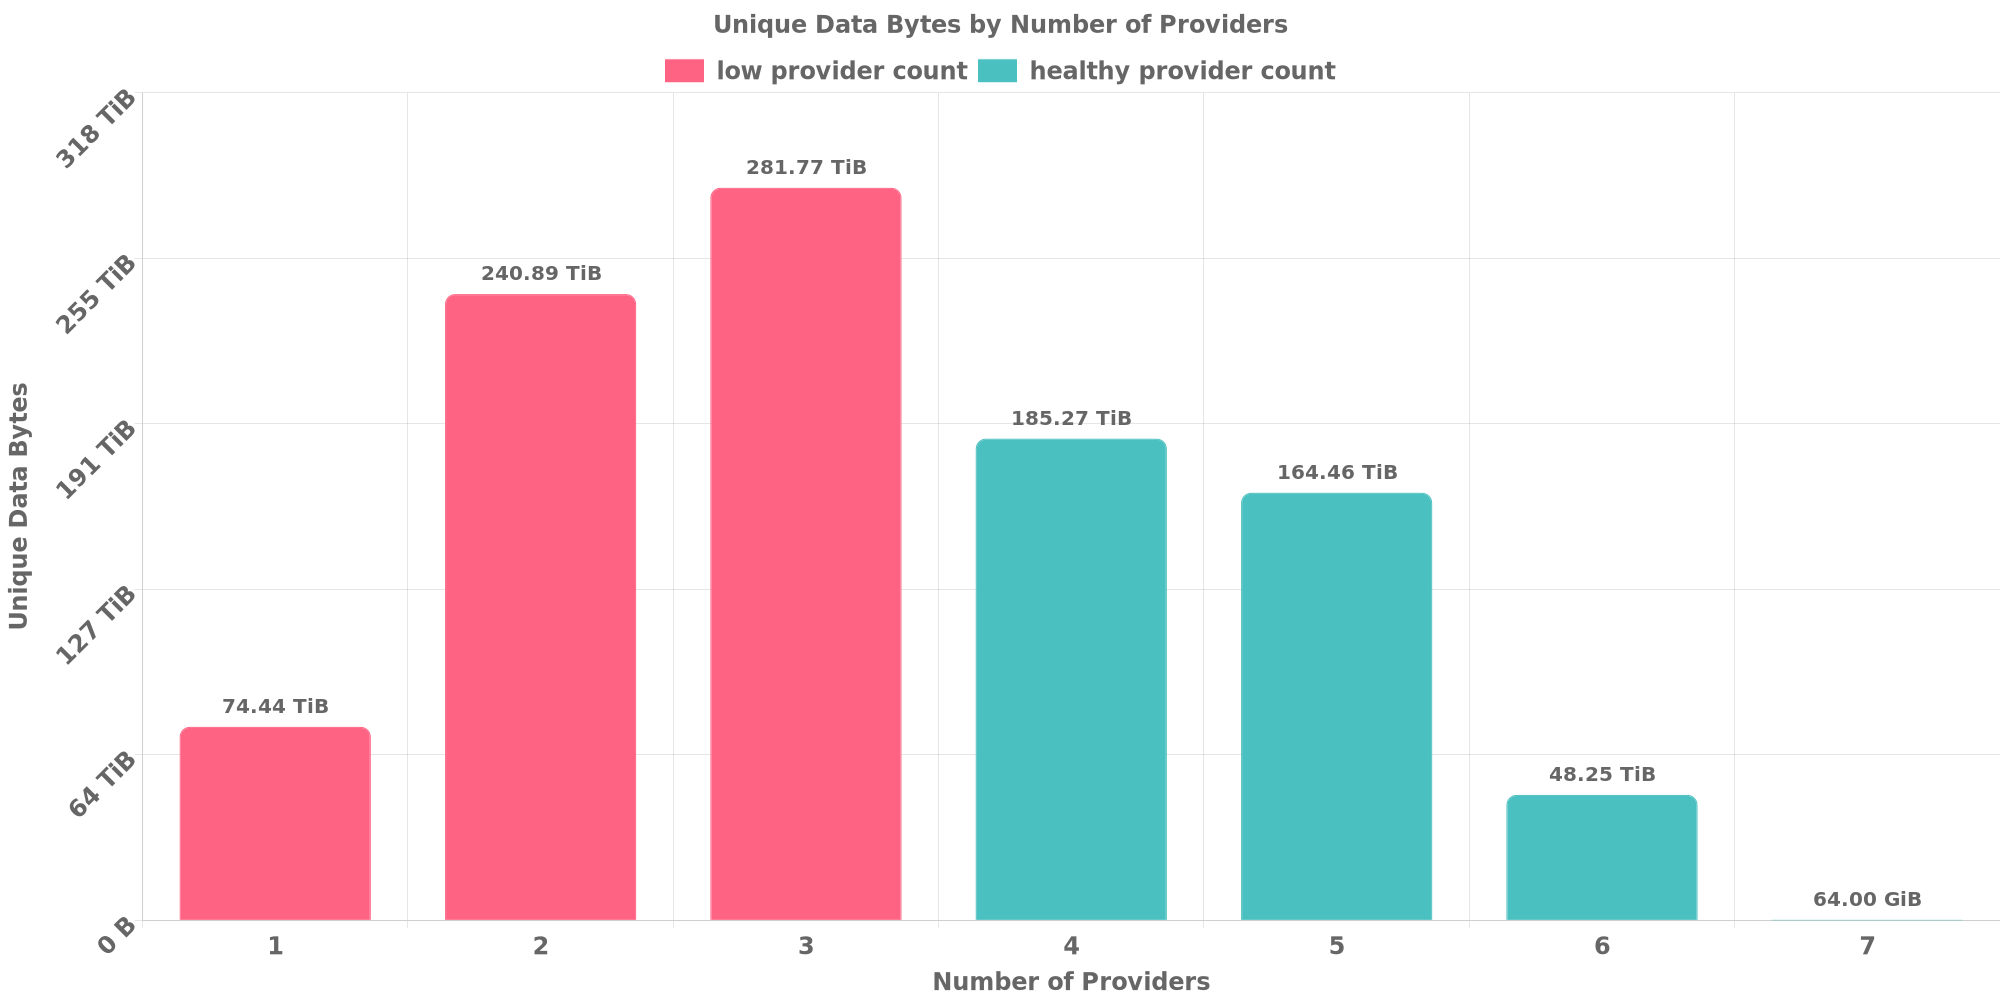 Unique Data Bytes by Number of Providers
low provider count healthy provider count
318 TiB
255 TiB
191 TiB
127 TiB
64 TiB
0 B
Unique Data Bytes
74.44 TiB
240.89 TiB
281.77 TiB
185.27 TiB
164.46 TiB
48.25 TiB
64.00 GiB
1 2 3 4 5 6 7
Number of Providers